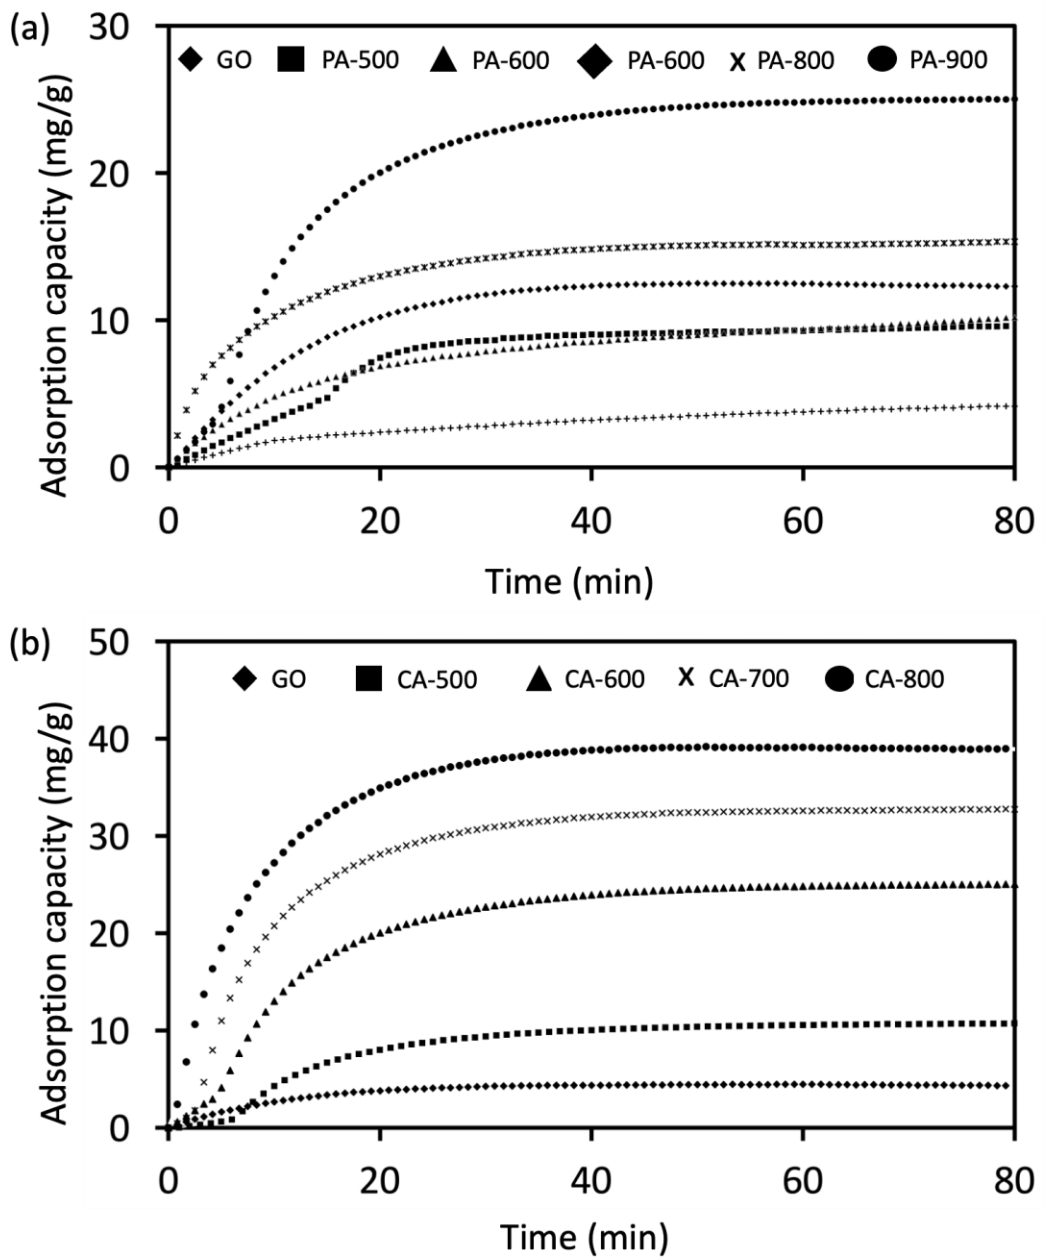 (a)
30
GO PA-500 PA-600 PA-600 PA-800 PA-900
20
10
0
Adsorption capacity (mg/g)
0 20 40 60 80
Time (min)
(b)
50
GO CA-500 CA-600 CA-700 CA-800
40
30
20
10
0
Adsorption capacity (mg/g)
0 20 40 60 80
Time (min)